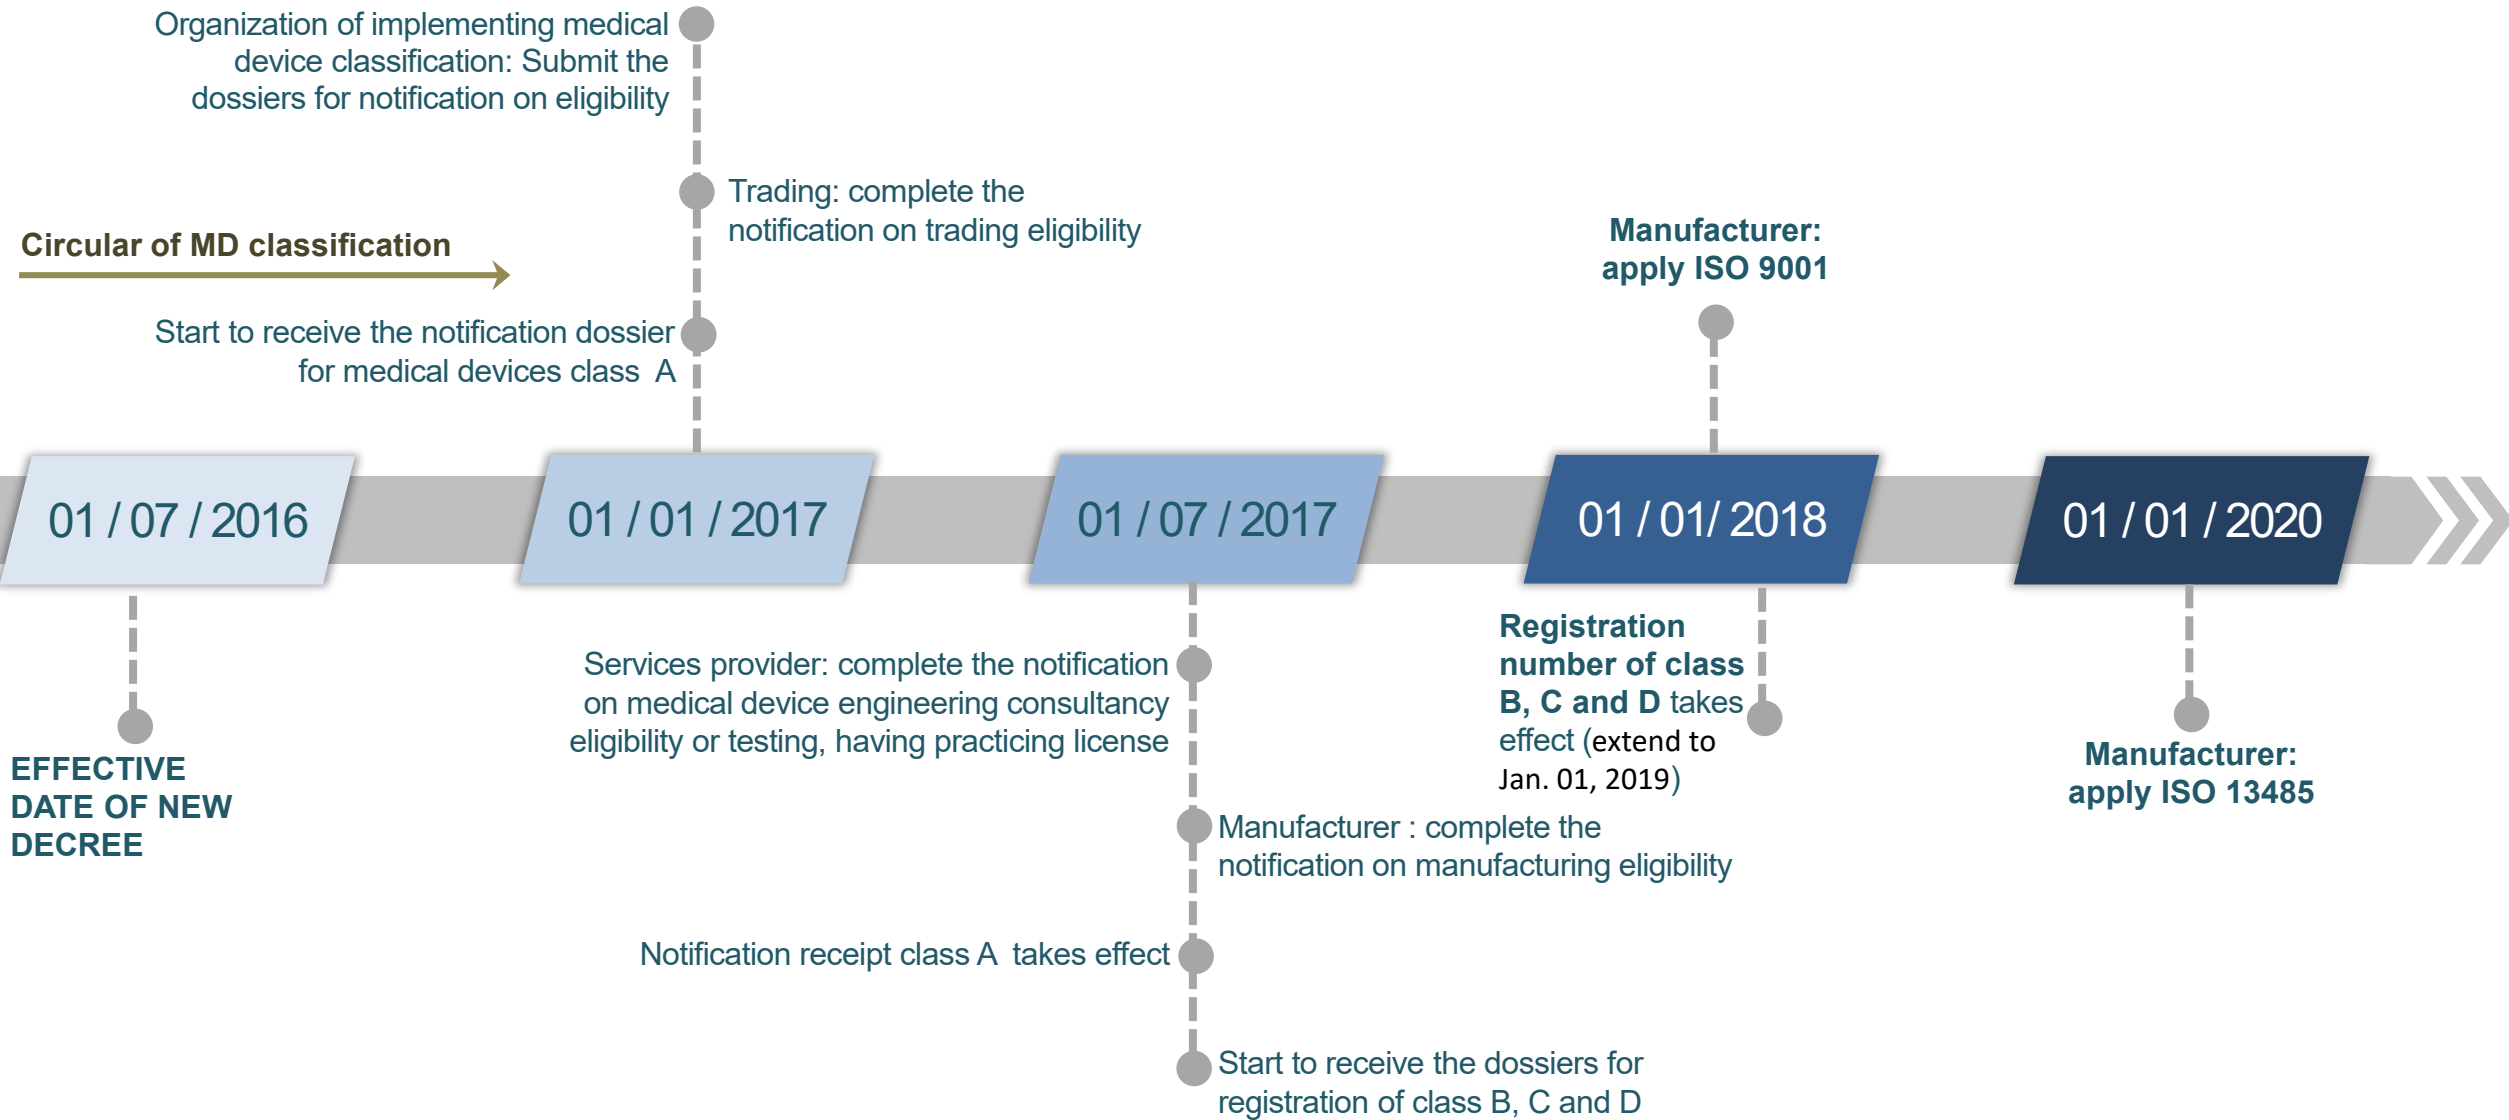 Organization of implementing medical
device classification: Submit the
dossiers for notification on eligibility
Trading: complete the
notification on trading eligibility
Circular of MD classification
Start to receive the notification dossier
for medical devices class  A
Manufacturer:
apply ISO 9001
01 / 07 / 2016
01 / 01 / 2017
01 / 07 / 2017
01 / 01/ 2018
01 / 01 / 2020
EFFECTIVE
DATE OF NEW
DECREE
Services provider: complete the notification
on medical device engineering consultancy
eligibility or testing, having practicing license
Manufacturer : complete the
notification on manufacturing eligibility
Notification receipt class A  takes effect
Start to receive the dossiers for
registration of class B, C and D
Registration
number of class
B, C and D takes
effect (extend to
Jan. 01, 2019)
Manufacturer:
apply ISO 13485